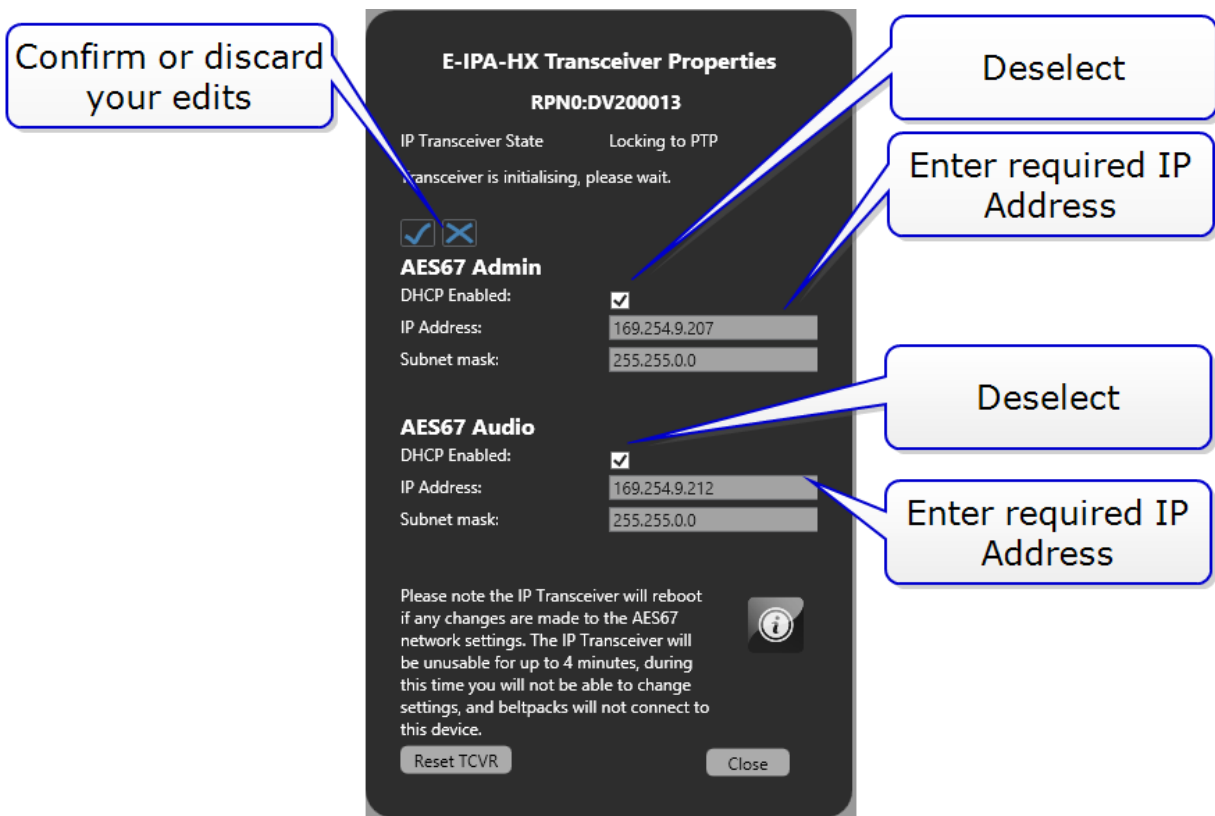 Confirm or discard
your edits
E-IPA-HX Transceiver Properties
RPN0:DV200013
IP Transceiver State Locking to PTP
Transceiver is initialising, please wait.
AES67 Admin
DHCP Enabled:
IP Address: 169.254.9.207
Subnet mask: 255.255.0.0
AES67 Audio
DHCP Enabled:
IP Address: 169.254.9.212
Subnet mask: 255.255.0.0
Please note the IP Transceiver will reboot
if any changes are made to the AES67
network settings. The IP Transceiver will
be unusable for up to 4 minutes, during
this time you will not be able to change
settings, and beltpacks will not connect to
this device.
Reset TCVR Close
Deselect
Enter required IP
Address
Deselect
Enter required IP
Address